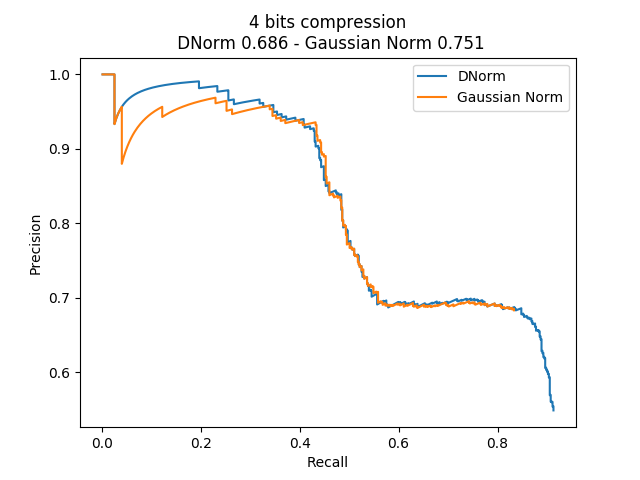 4 bits compression
DNorm 0.686 - Gaussian Norm 0.751
DNorm
Gaussian Norm
1.0
0.9
0.8
0.7
0.6
Precision
0.0 0.2 0.4 0.6 0.8
Recall